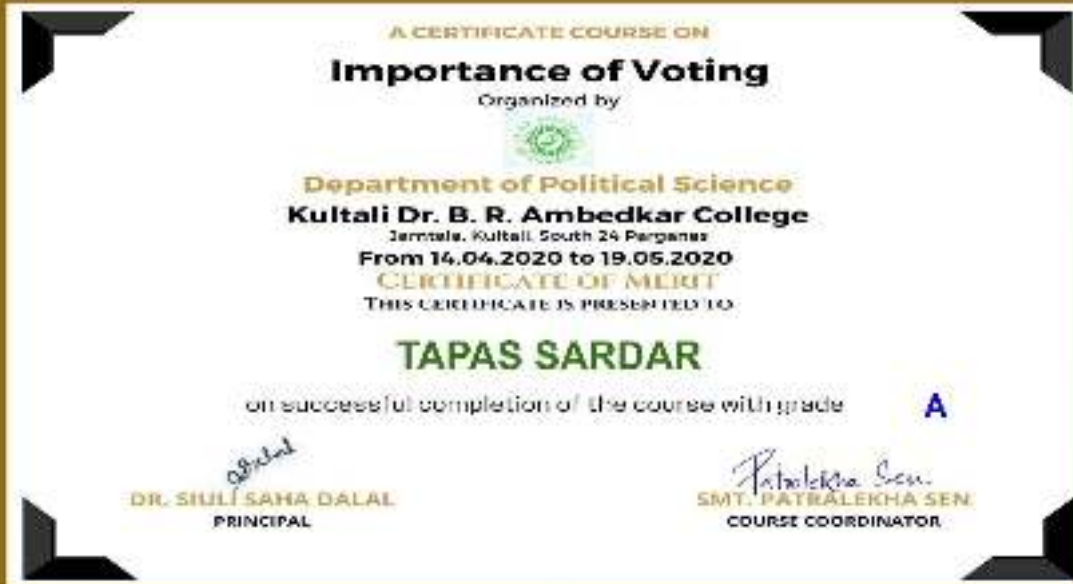 A CERTIFICATE COURSE ON
Importance of Voting
Organized by
Department of Political Science
Kultali Dr. B. R. Ambedkar College
Jamtala, Kultali, South 24 Parganas
From 14.04.2020 to 19.05.2020
CERTIFICATE OF MERIT
THIS CERTIFICATE IS PRESENTED TO
TAPAS SARDAR
on successful completion of the course with grade A
Patralekha Sen.
DR. SIULI SAHA DALAL SMT. PATRALEKHA SEN
PRINCIPAL COURSE COORDINATOR